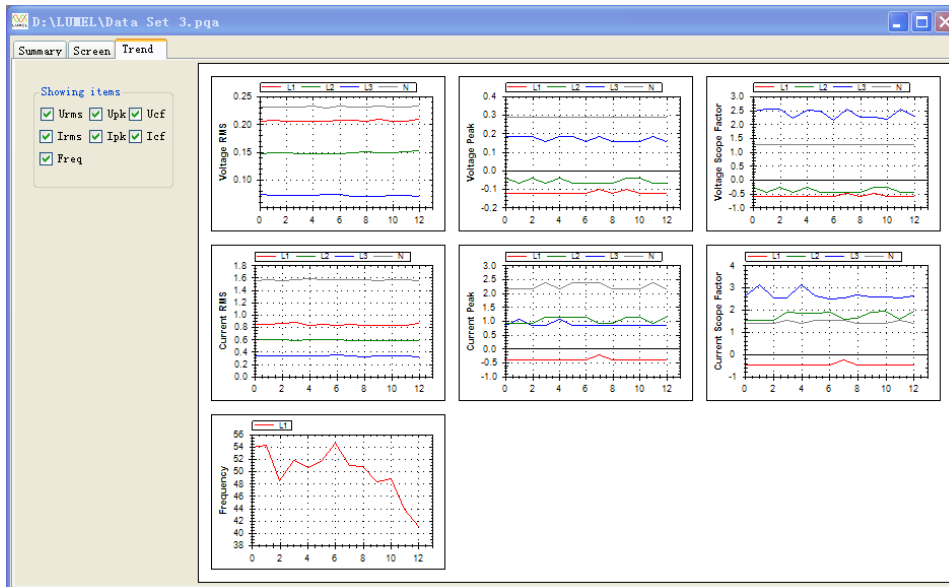 D:\LUMEL\Data Set 3.pqa
Summary Screen Trend
Showing items
Urms Upk Ucf
Irms Ipk Icf
Freq
L1 L2 L3 N
Voltage RMS
0.25
0.20
0.15
0.10
0 2 4 6 8 10 12
L1 L2 L3 N
Voltage Peak
0.4
0.3
0.2
0.1
0.0
-0.1
-0.2
0 2 4 6 8 10 12
L1 L2 L3 N
Voltage Scope Factor
3.0
2.5
2.0
1.5
1.0
0.5
0.0
-0.5
-1.0
0 2 4 6 8 10 12
L1 L2 L3 N
Current RMS
1.8
1.6
1.4
1.2
1.0
0.8
0.6
0.4
0.2
0.0
0 2 4 6 8 10 12
L1 L2 L3 N
Current Peak
3.0
2.5
2.0
1.5
1.0
0.5
0.0
-0.5
-1.0
0 2 4 6 8 10 12
L1 L2 L3 N
Current Scope Factor
4
3
2
1
0
-1
0 2 4 6 8 10 12
L1
Frequency
56
54
52
50
48
46
44
42
40
38
0 2 4 6 8 10 12